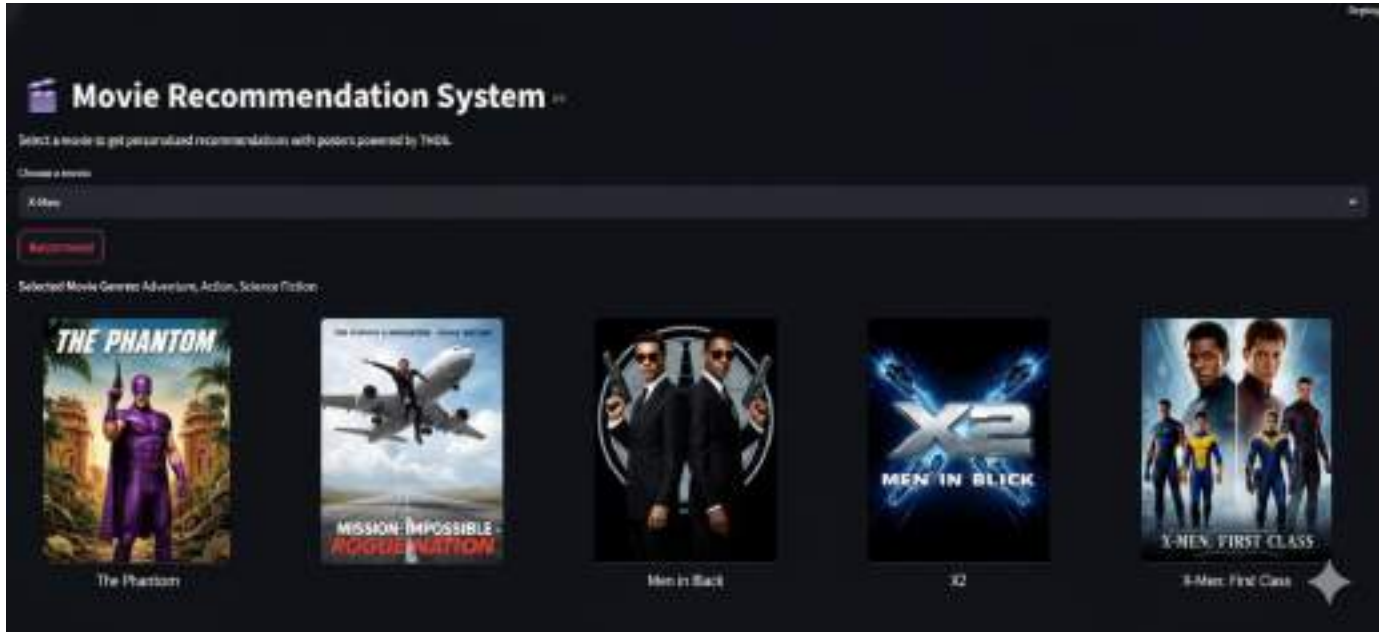 Movie Recommendation System
Select a movie to get personalized recommendations with posters powered by TMDB.
Choose a movie
X-Men
Recommend
Selected Movie Genres: Adventure, Action, Science Fiction
THE PHANTOM
MISSION: IMPOSSIBLE
ROGUE NATION
X2
MEN IN BLICK
X-MEN: FIRST CLASS
The Phantom
Men in Black
X2
X-Men: First Class